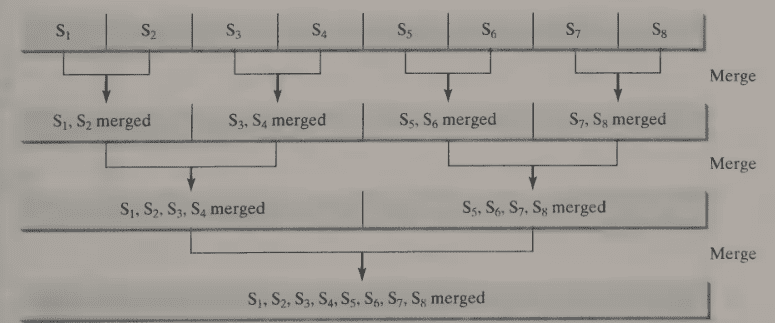 S₁ S₂ S₃ S₄ S₅ S₆ S₇ S₈
Merge
S₁, S₂ merged S₃, S₄ merged S₅, S₆ merged S₇, S₈ merged
Merge
S₁, S₂, S₃, S₄ merged S₅, S₆, S₇, S₈ merged
Merge
S₁, S₂, S₃, S₄, S₅, S₆, S₇, S₈ merged